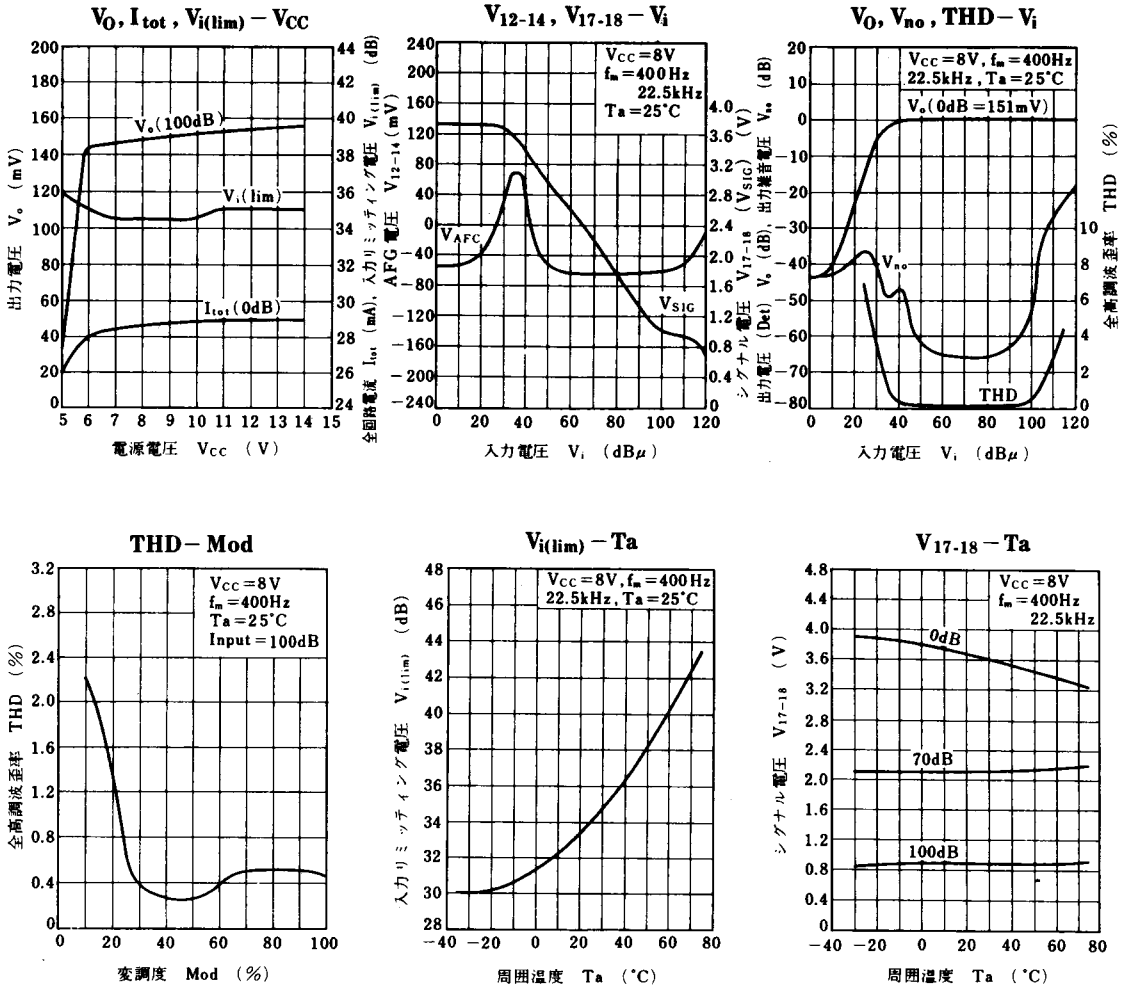 V_O, I_tot, V_i(lim) − V_CC
出力電圧 V_o (mV)
200
180
160
140
120
100
80
60
40
20
0
V_o(100dB)
V_i(lim)
I_tot(0dB)
44
42
40
38
36
34
32
30
28
26
24
5 6 7 8 9 10 11 12 13 14 15
電源電圧 V_CC (V)
全回路電流 I_tot (mA), 入力リミッティング電圧 V_i(lim) (dB)
V_12-14, V_17-18 − V_i
AFG 電圧 V_12-14 (mV)
240
200
160
120
80
40
0
−40
−80
−120
−160
−200
−240
V_CC=8V
f_m=400Hz
22.5kHz
Ta=25°C
V_AFC
V_SIG
4.0
3.6
3.2
2.8
2.4
2.0
1.6
1.2
0.8
0.4
0
0 20 40 60 80 100 120
入力電圧 V_i (dBμ)
シグナル電圧 V_17-18 (V_SIG) (V)
V_O, V_no, THD − V_i
出力電圧 (Det) V_o (dB), 出力雑音電圧 V_no (dB)
20
10
0
−10
−20
−30
−40
−50
−60
−70
−80
V_CC=8V, f_m=400Hz
22.5kHz, Ta=25°C
V_o(0dB=151mV)
V_no
THD
10
8
6
4
2
0
0 20 40 60 80 100 120
入力電圧 V_i (dBμ)
全高調波歪率 THD (%)
THD − Mod
全高調波歪率 THD (%)
3.2
2.8
2.4
2.0
1.6
1.2
0.8
0.4
0
V_CC=8V
f_m=400Hz
Ta=25°C
Input=100dB
0 20 40 60 80 100
変調度 Mod (%)
V_i(lim) − Ta
入力リミッティング電圧 V_i(lim) (dB)
48
46
44
42
40
38
36
34
32
30
28
V_CC=8V, f_m=400Hz
22.5kHz, Ta=25°C
−40 −20 0 20 40 60 80
周囲温度 Ta (°C)
V_17-18 − Ta
シグナル電圧 V_17-18 (V)
4.8
4.4
4.0
3.6
3.2
2.8
2.4
2.0
1.6
1.2
0.8
0.4
0
V_CC=8V
f_m=400Hz
22.5kHz
0dB
70dB
100dB
−40 −20 0 20 40 60 80
周囲温度 Ta (°C)